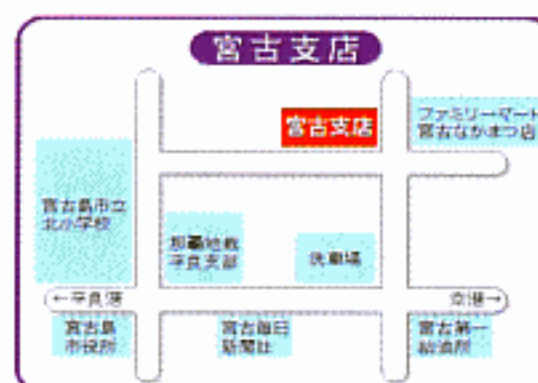 宮古支店
宮古支店
ファミリーマート
宮古なかまつ店
宮古島市立
北小学校
那覇地裁
平良支部
洗車場
←平良港
空港→
宮古島
市役所
宮古毎日
新聞社
宮古第一
給油所